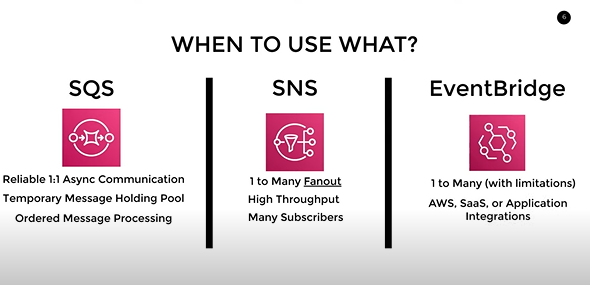 6
WHEN TO USE WHAT?
SQS
Reliable 1:1 Async Communication
Temporary Message Holding Pool
Ordered Message Processing
SNS
1 to Many Fanout
High Throughput
Many Subscribers
EventBridge
1 to Many (with limitations)
AWS, SaaS, or Application
Integrations